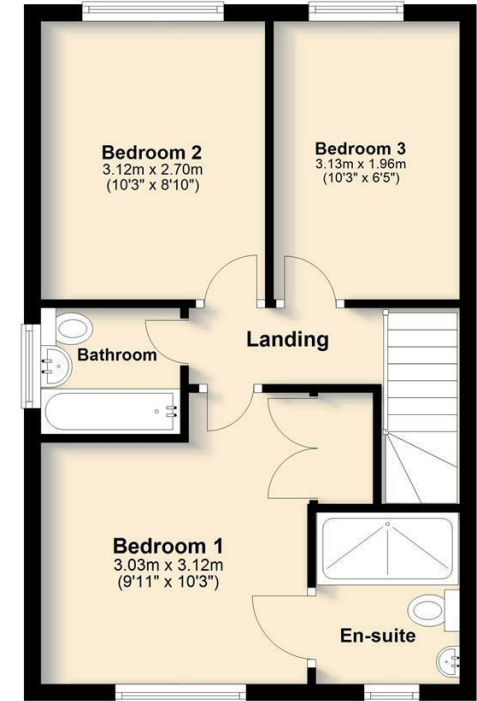 Bedroom 2
3.12m x 2.70m
(10'3" x 8'10")
Bedroom 3
3.13m x 1.96m
(10'3" x 6'5")
Landing
Bathroom
Bedroom 1
3.03m x 3.12m
(9'11" x 10'3")
En-suite